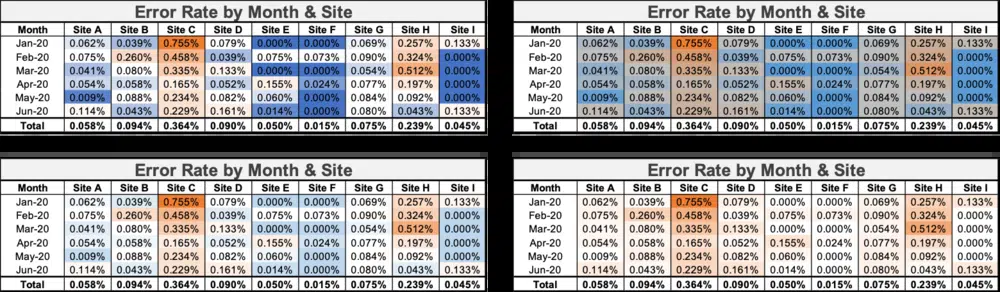 Error Rate by Month & Site
Month Site A Site B Site C Site D Site E Site F Site G Site H Site I
Jan-20 0.062% 0.039% 0.755% 0.079% 0.000% 0.000% 0.069% 0.257% 0.133%
Feb-20 0.075% 0.260% 0.458% 0.039% 0.075% 0.073% 0.090% 0.324% 0.000%
Mar-20 0.041% 0.080% 0.335% 0.133% 0.000% 0.000% 0.054% 0.512% 0.000%
Apr-20 0.054% 0.058% 0.165% 0.052% 0.155% 0.024% 0.077% 0.197% 0.000%
May-20 0.009% 0.088% 0.234% 0.082% 0.060% 0.000% 0.084% 0.092% 0.000%
Jun-20 0.114% 0.043% 0.229% 0.161% 0.014% 0.000% 0.080% 0.043% 0.133%
Total 0.058% 0.094% 0.364% 0.090% 0.050% 0.015% 0.075% 0.239% 0.045%
Error Rate by Month & Site
Month Site A Site B Site C Site D Site E Site F Site G Site H Site I
Jan-20 0.062% 0.039% 0.755% 0.079% 0.000% 0.000% 0.069% 0.257% 0.133%
Feb-20 0.075% 0.260% 0.458% 0.039% 0.075% 0.073% 0.090% 0.324% 0.000%
Mar-20 0.041% 0.080% 0.335% 0.133% 0.000% 0.000% 0.054% 0.512% 0.000%
Apr-20 0.054% 0.058% 0.165% 0.052% 0.155% 0.024% 0.077% 0.197% 0.000%
May-20 0.009% 0.088% 0.234% 0.082% 0.060% 0.000% 0.084% 0.092% 0.000%
Jun-20 0.114% 0.043% 0.229% 0.161% 0.014% 0.000% 0.080% 0.043% 0.133%
Total 0.058% 0.094% 0.364% 0.090% 0.050% 0.015% 0.075% 0.239% 0.045%
Error Rate by Month & Site
Month Site A Site B Site C Site D Site E Site F Site G Site H Site I
Jan-20 0.062% 0.039% 0.755% 0.079% 0.000% 0.000% 0.069% 0.257% 0.133%
Feb-20 0.075% 0.260% 0.458% 0.039% 0.075% 0.073% 0.090% 0.324% 0.000%
Mar-20 0.041% 0.080% 0.335% 0.133% 0.000% 0.000% 0.054% 0.512% 0.000%
Apr-20 0.054% 0.058% 0.165% 0.052% 0.155% 0.024% 0.077% 0.197% 0.000%
May-20 0.009% 0.088% 0.234% 0.082% 0.060% 0.000% 0.084% 0.092% 0.000%
Jun-20 0.114% 0.043% 0.229% 0.161% 0.014% 0.000% 0.080% 0.043% 0.133%
Total 0.058% 0.094% 0.364% 0.090% 0.050% 0.015% 0.075% 0.239% 0.045%
Error Rate by Month & Site
Month Site A Site B Site C Site D Site E Site F Site G Site H Site I
Jan-20 0.062% 0.039% 0.755% 0.079% 0.000% 0.000% 0.069% 0.257% 0.133%
Feb-20 0.075% 0.260% 0.458% 0.039% 0.075% 0.073% 0.090% 0.324% 0.000%
Mar-20 0.041% 0.080% 0.335% 0.133% 0.000% 0.000% 0.054% 0.512% 0.000%
Apr-20 0.054% 0.058% 0.165% 0.052% 0.155% 0.024% 0.077% 0.197% 0.000%
May-20 0.009% 0.088% 0.234% 0.082% 0.060% 0.000% 0.084% 0.092% 0.000%
Jun-20 0.114% 0.043% 0.229% 0.161% 0.014% 0.000% 0.080% 0.043% 0.133%
Total 0.058% 0.094% 0.364% 0.090% 0.050% 0.015% 0.075% 0.239% 0.045%